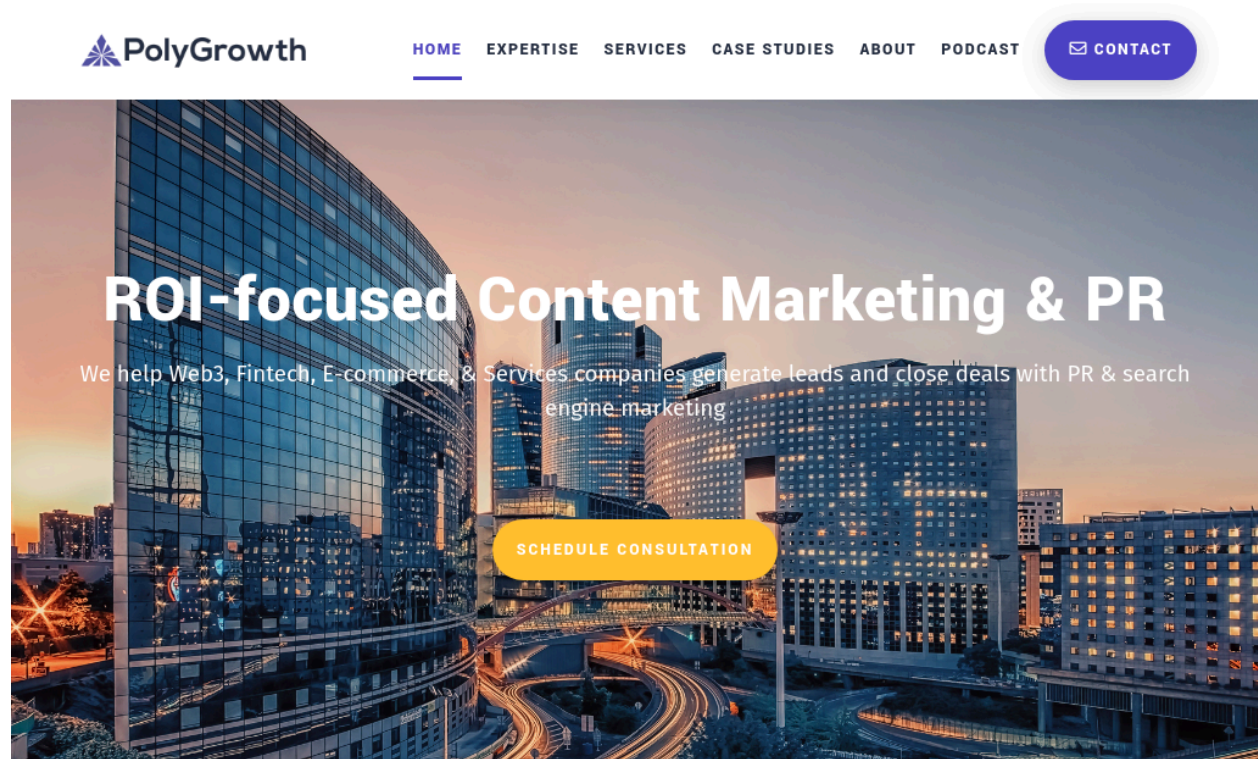 PolyGrowth
HOME EXPERTISE SERVICES CASE STUDIES ABOUT PODCAST CONTACT
ROI-focused Content Marketing & PR
We help Web3, Fintech, E-commerce, & Services companies generate leads and close deals with PR & search
engine marketing
SCHEDULE CONSULTATION